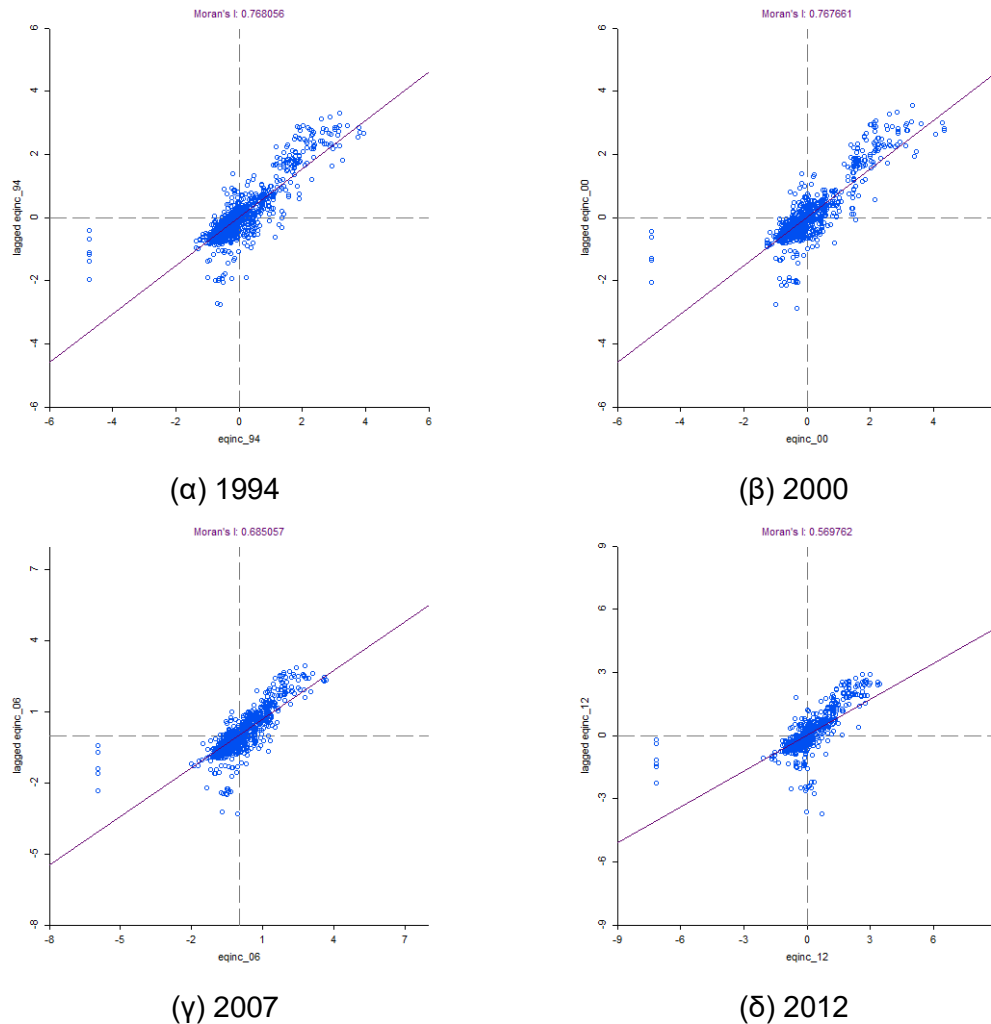 Moran's I: 0.768056
6
4
2
0
-2
-4
-6
lagged eqinc_94
-6 -4 -2 0 2 4 6
eqinc_94
(α) 1994
Moran's I: 0.767661
6
4
2
0
-2
-4
-6
lagged eqinc_00
-6 -4 -2 0 2 4
eqinc_00
(β) 2000
Moran's I: 0.685057
7
4
1
-2
-5
-8
lagged eqinc_06
-8 -5 -2 1 4 7
eqinc_06
(γ) 2007
Moran's I: 0.569762
9
6
3
0
-3
-6
-9
lagged eqinc_12
-9 -6 -3 0 3 6
eqinc_12
(δ) 2012